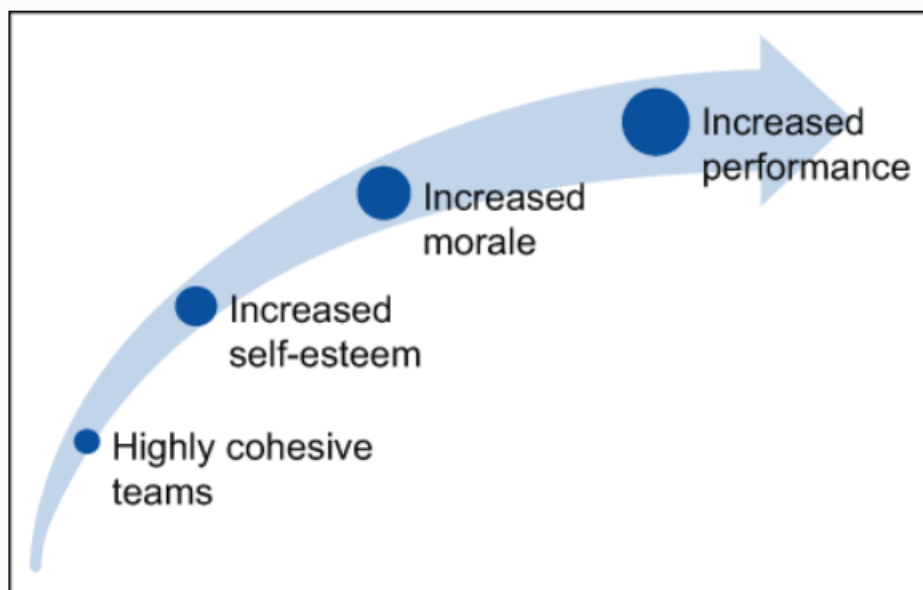 Increased
performance
Increased
morale
Increased
self-esteem
Highly cohesive
teams